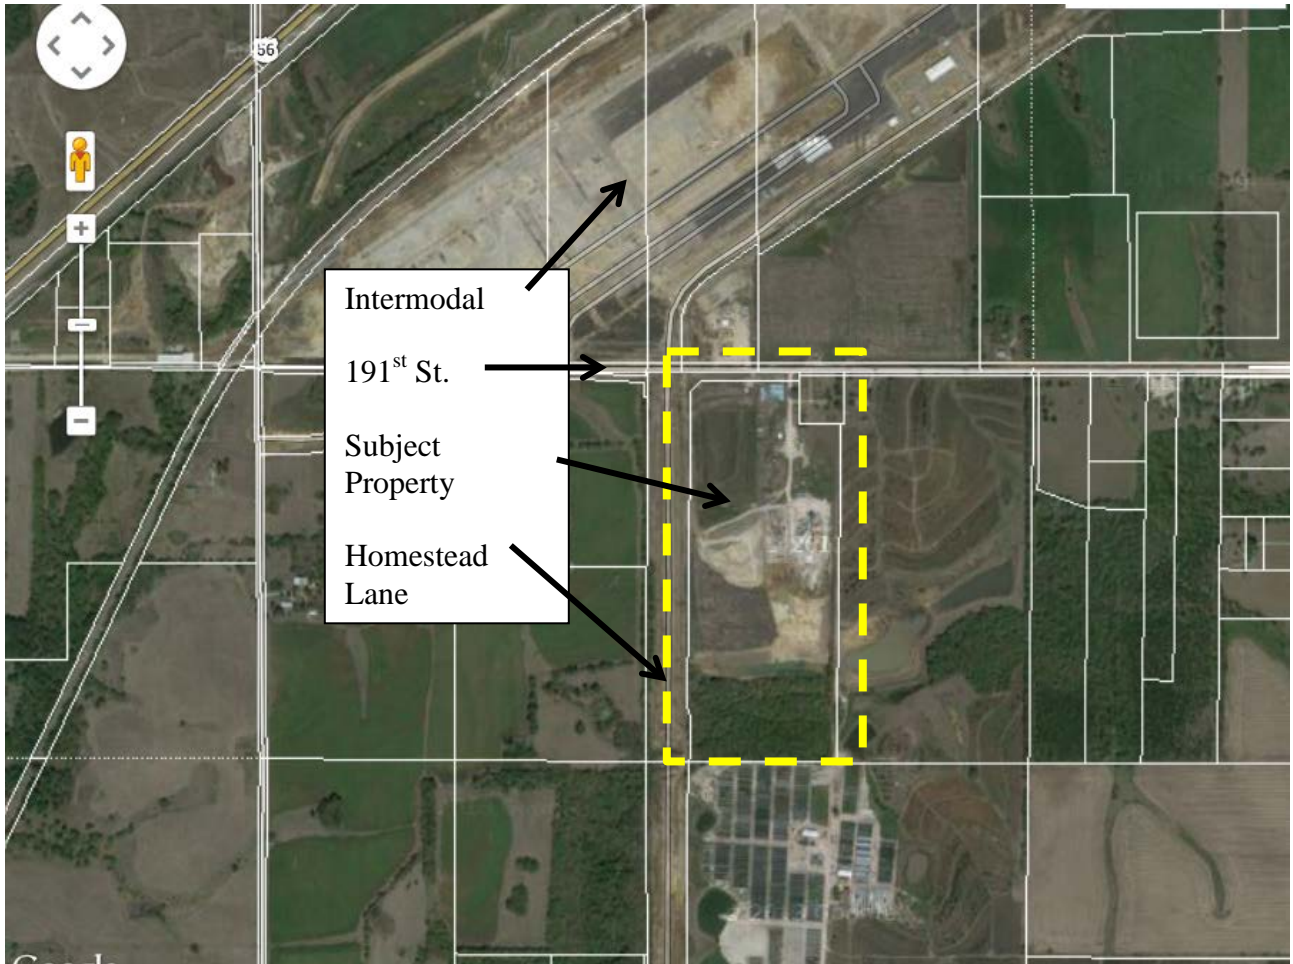 56
Intermodal
191st St.
Subject
Property
Homestead
Lane